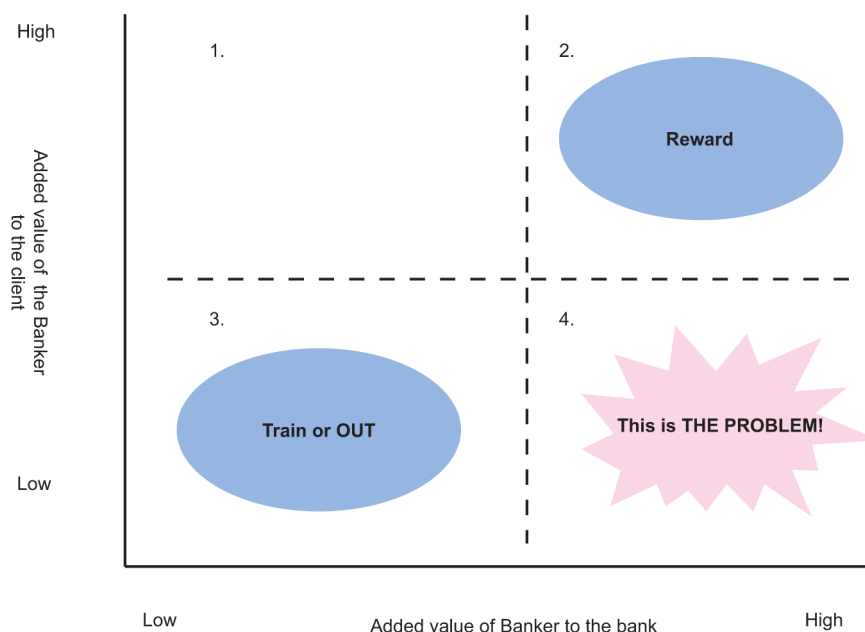 High
1.
2.
Reward
Added value of the Banker
to the client
3.
4.
Train or OUT
This is THE PROBLEM!
Low
Low
Added value of Banker to the bank
High